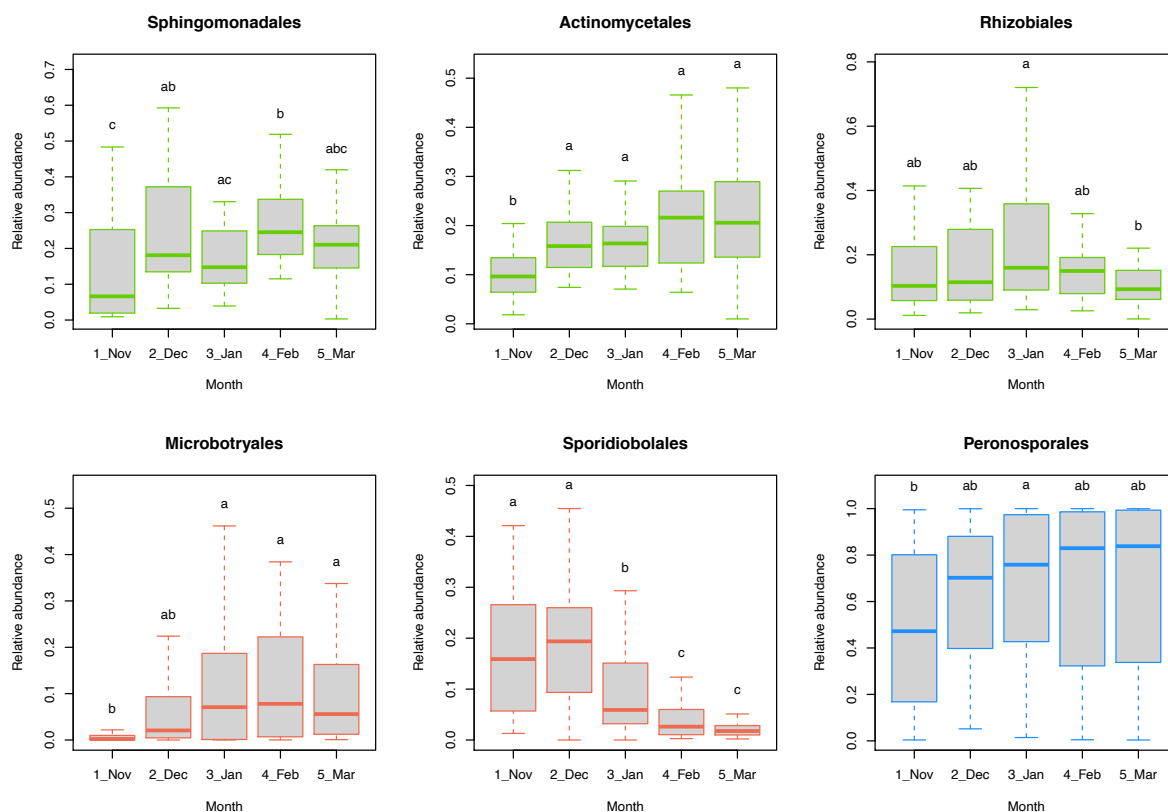 Sphingomonadales
Relative abundance
0.0 0.1 0.2 0.3 0.4 0.5 0.6 0.7
c ab ac b abc
1_Nov 2_Dec 3_Jan 4_Feb 5_Mar
Month
Actinomycetales
Relative abundance
0.0 0.1 0.2 0.3 0.4 0.5
b a a a a
1_Nov 2_Dec 3_Jan 4_Feb 5_Mar
Month
Rhizobiales
Relative abundance
0.0 0.2 0.4 0.6 0.8
ab ab a ab b
1_Nov 2_Dec 3_Jan 4_Feb 5_Mar
Month
Microbotryales
Relative abundance
0.0 0.1 0.2 0.3 0.4 0.5
b ab a a a
1_Nov 2_Dec 3_Jan 4_Feb 5_Mar
Month
Sporidiobolales
Relative abundance
0.0 0.1 0.2 0.3 0.4 0.5
a a b c c
1_Nov 2_Dec 3_Jan 4_Feb 5_Mar
Month
Peronosporales
Relative abundance
0.0 0.2 0.4 0.6 0.8 1.0
b ab a ab ab
1_Nov 2_Dec 3_Jan 4_Feb 5_Mar
Month